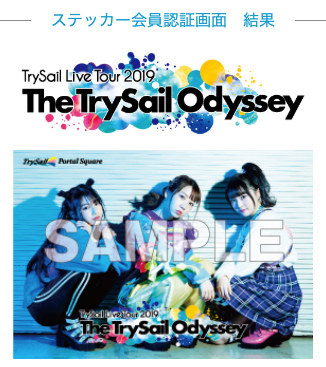 ステッカー会員認証画面　結果
TrySail Live Tour 2019
The TrySail Odyssey
TrySail Portal Square
SAMPLE
TrySail Live Tour 2019
The TrySail Odyssey